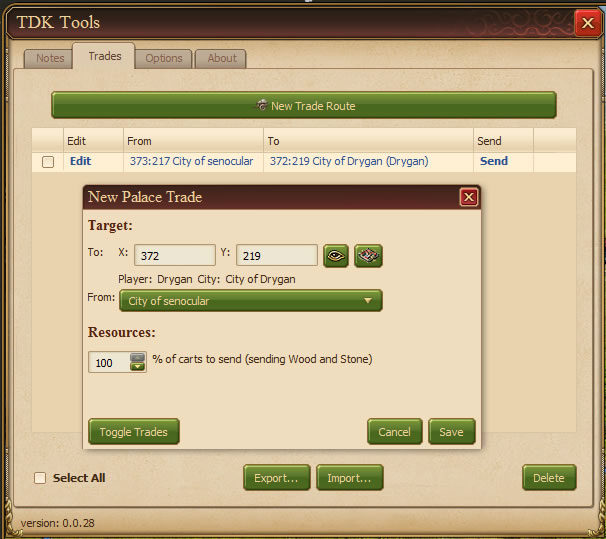 TDK Tools
Notes Trades Options About
New Trade Route
Edit From To Send
Edit 373:217 City of senocular 372:219 City of Drygan (Drygan) Send
New Palace Trade
Target:
To: X: 372 Y: 219
Player: Drygan City: City of Drygan
From: City of senocular
Resources:
100 % of carts to send (sending Wood and Stone)
Toggle Trades Cancel Save
Select All Export... Import... Delete
version: 0.0.28